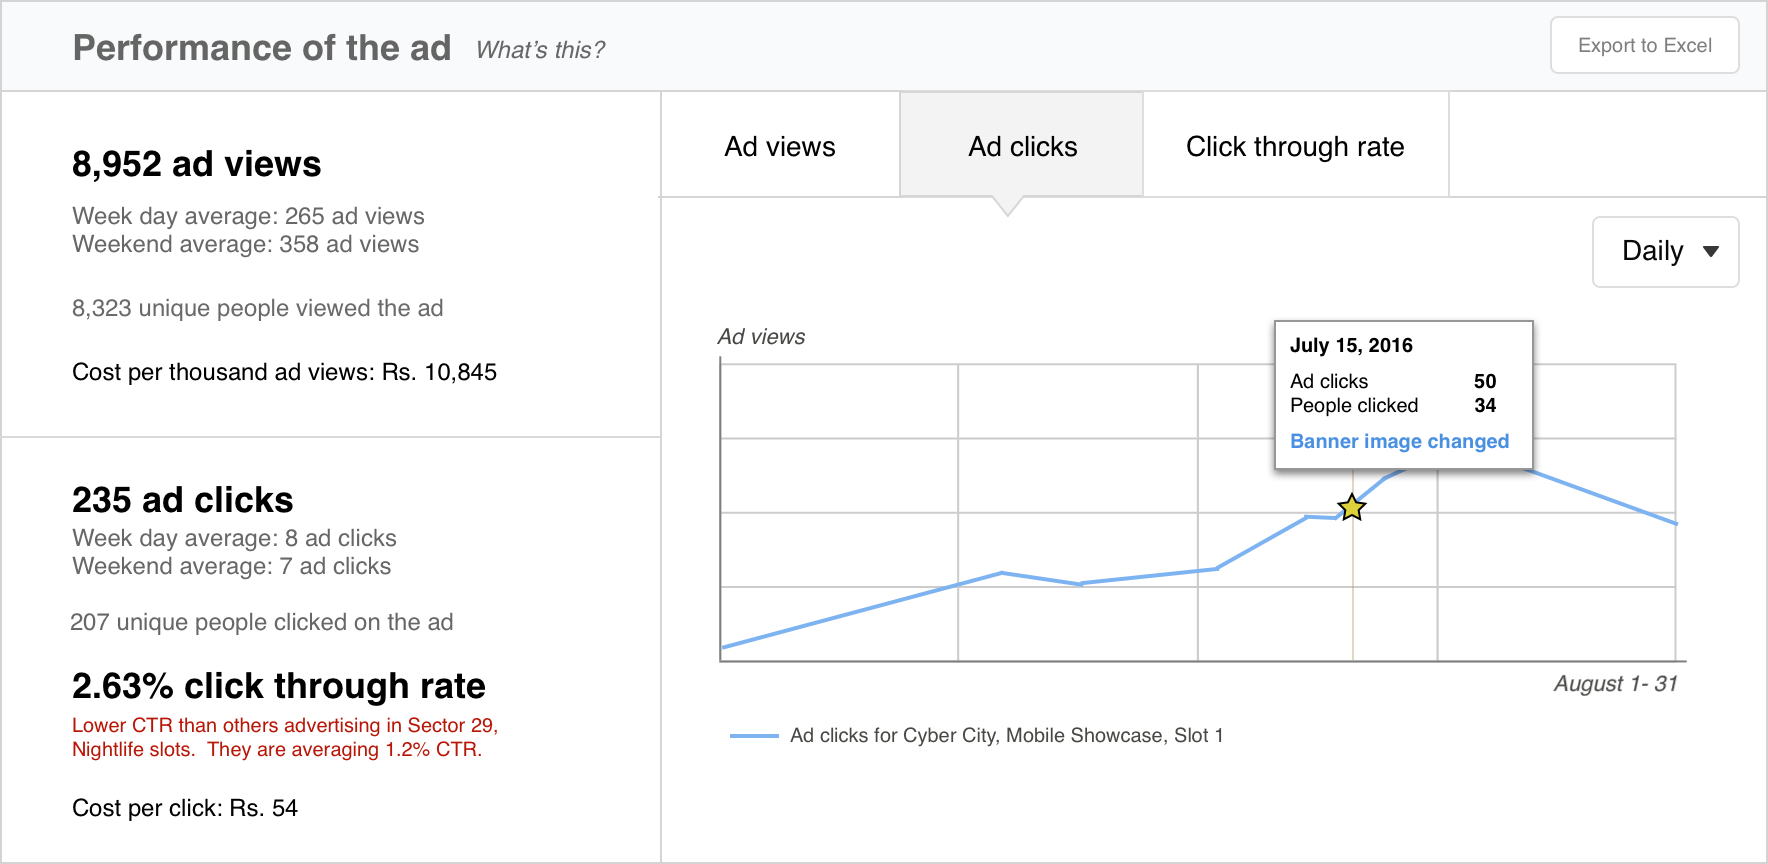 Performance of the ad What’s this?
Export to Excel
8,952 ad views
Week day average: 265 ad views
Weekend average: 358 ad views
8,323 unique people viewed the ad
Cost per thousand ad views: Rs. 10,845
235 ad clicks
Week day average: 8 ad clicks
Weekend average: 7 ad clicks
207 unique people clicked on the ad
2.63% click through rate
Lower CTR than others advertising in Sector 29,
Nightlife slots.  They are averaging 1.2% CTR.
Cost per click: Rs. 54
Ad views
Ad clicks
Click through rate
Daily
Ad views
July 15, 2016
Ad clicks 50
People clicked 34
Banner image changed
August 1- 31
Ad clicks for Cyber City, Mobile Showcase, Slot 1